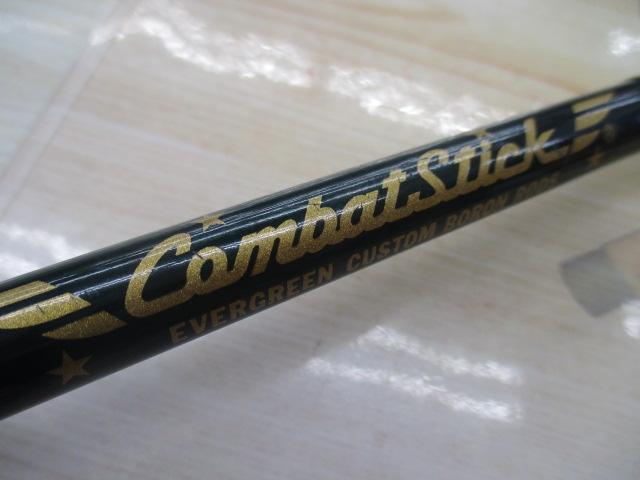 CombatStick®
EVERGREEN CUSTOM BORON RODS